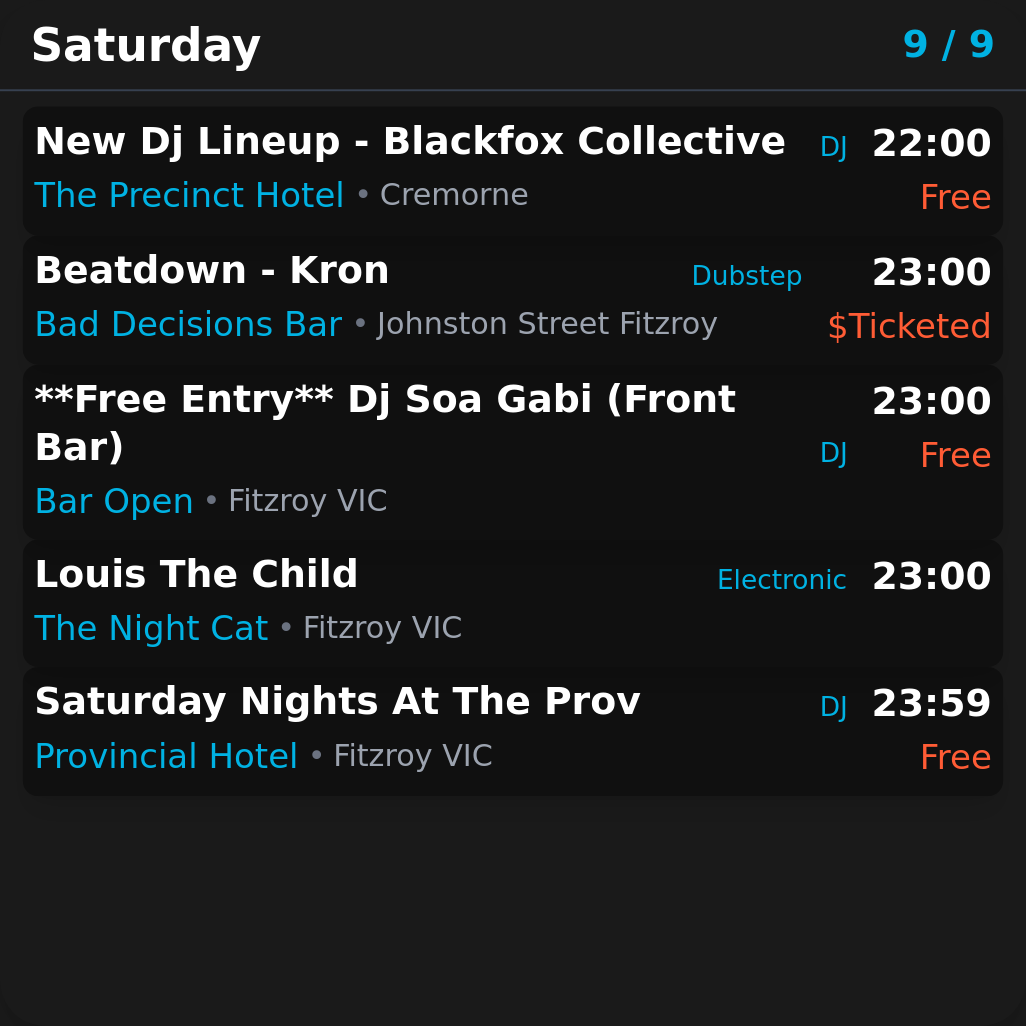 Saturday 9 / 9
New Dj Lineup - Blackfox Collective DJ 22:00
The Precinct Hotel • Cremorne Free
Beatdown - Kron Dubstep 23:00
Bad Decisions Bar • Johnston Street Fitzroy $Ticketed
**Free Entry** Dj Soa Gabi (Front 23:00
Bar) DJ Free
Bar Open • Fitzroy VIC
Louis The Child Electronic 23:00
The Night Cat • Fitzroy VIC
Saturday Nights At The Prov DJ 23:59
Provincial Hotel • Fitzroy VIC Free